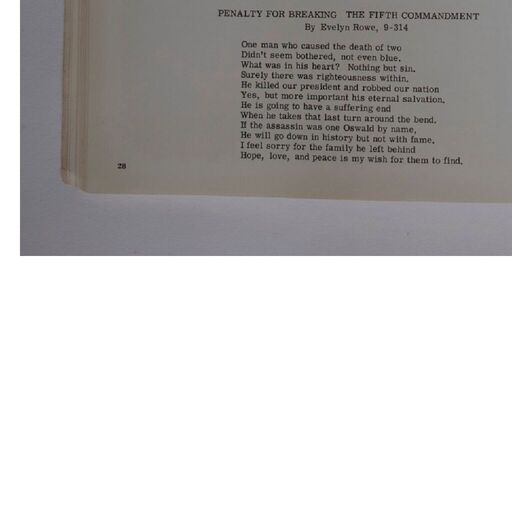 PENALTY FOR BREAKING THE FIFTH COMMANDMENT
By Evelyn Rowe, 9-314
One man who caused the death of two
Didn't seem bothered, not even blue.
What was in his heart? Nothing but sin.
Surely there was righteousness within.
He killed our president and robbed our nation
Yes, but more important his eternal salvation.
He is going to have a suffering end
When he takes that last turn around the bend.
If the assassin was one Oswald by name,
He will go down in history but not with fame.
I feel sorry for the family he left behind
Hope, love, and peace is my wish for them to find.
28